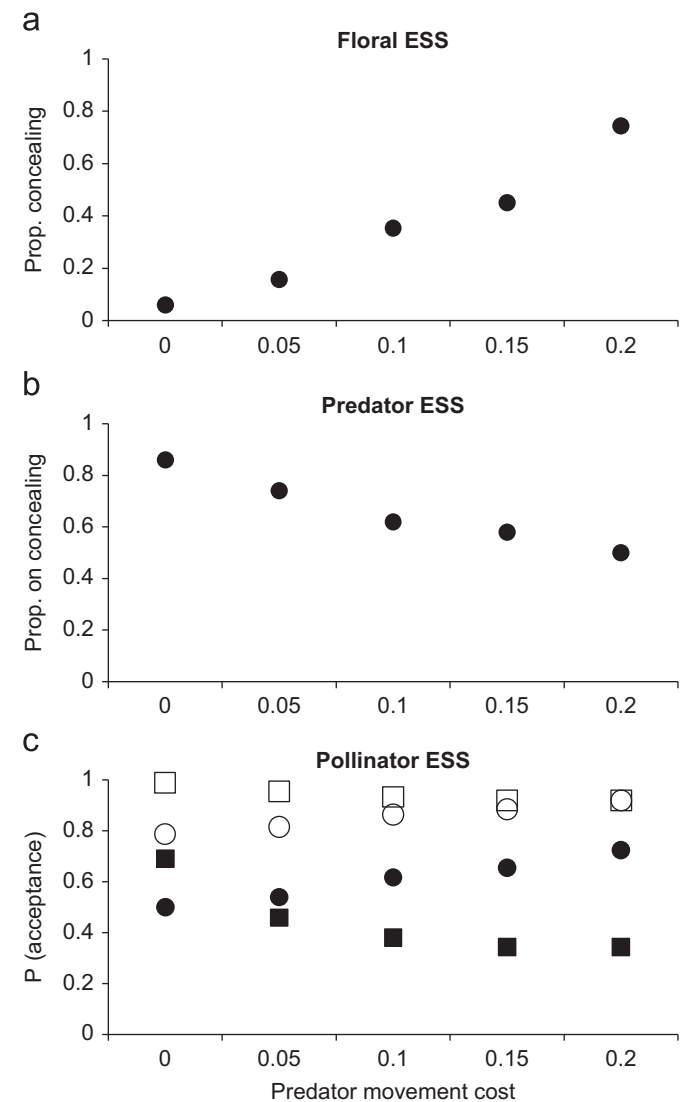 a
Floral ESS
Prop. concealing
1
0.8
0.6
0.4
0.2
0
0 0.05 0.1 0.15 0.2
b
Predator ESS
Prop. on concealing
1
0.8
0.6
0.4
0.2
0
0 0.05 0.1 0.15 0.2
c
Pollinator ESS
P (acceptance)
1
0.8
0.6
0.4
0.2
0
0 0.05 0.1 0.15 0.2
Predator movement cost